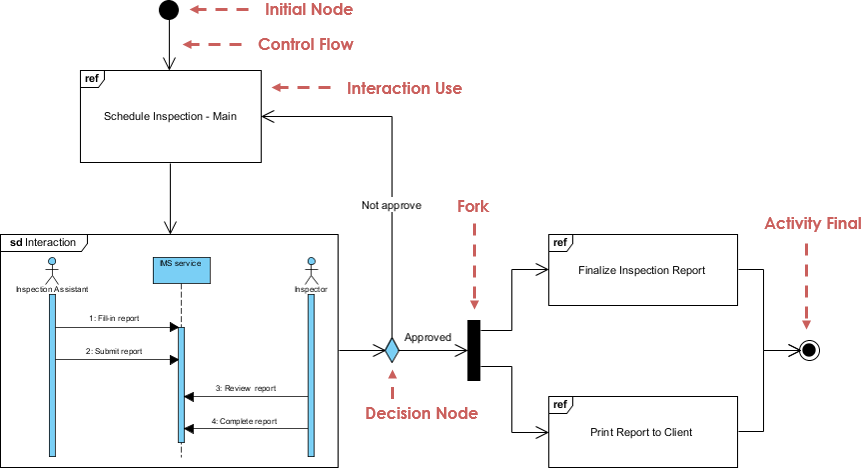 Initial Node
Control Flow
ref
Interaction Use
Schedule Inspection - Main
Not approve
Fork
Activity Final
sd Interaction
ref
IMS service
Finalize Inspection Report
Inspection Assistant
Inspector
1: Fill-in report
Approved
2: Submit report
3: Review report
Decision Node
ref
4: Complete report
Print Report to Client